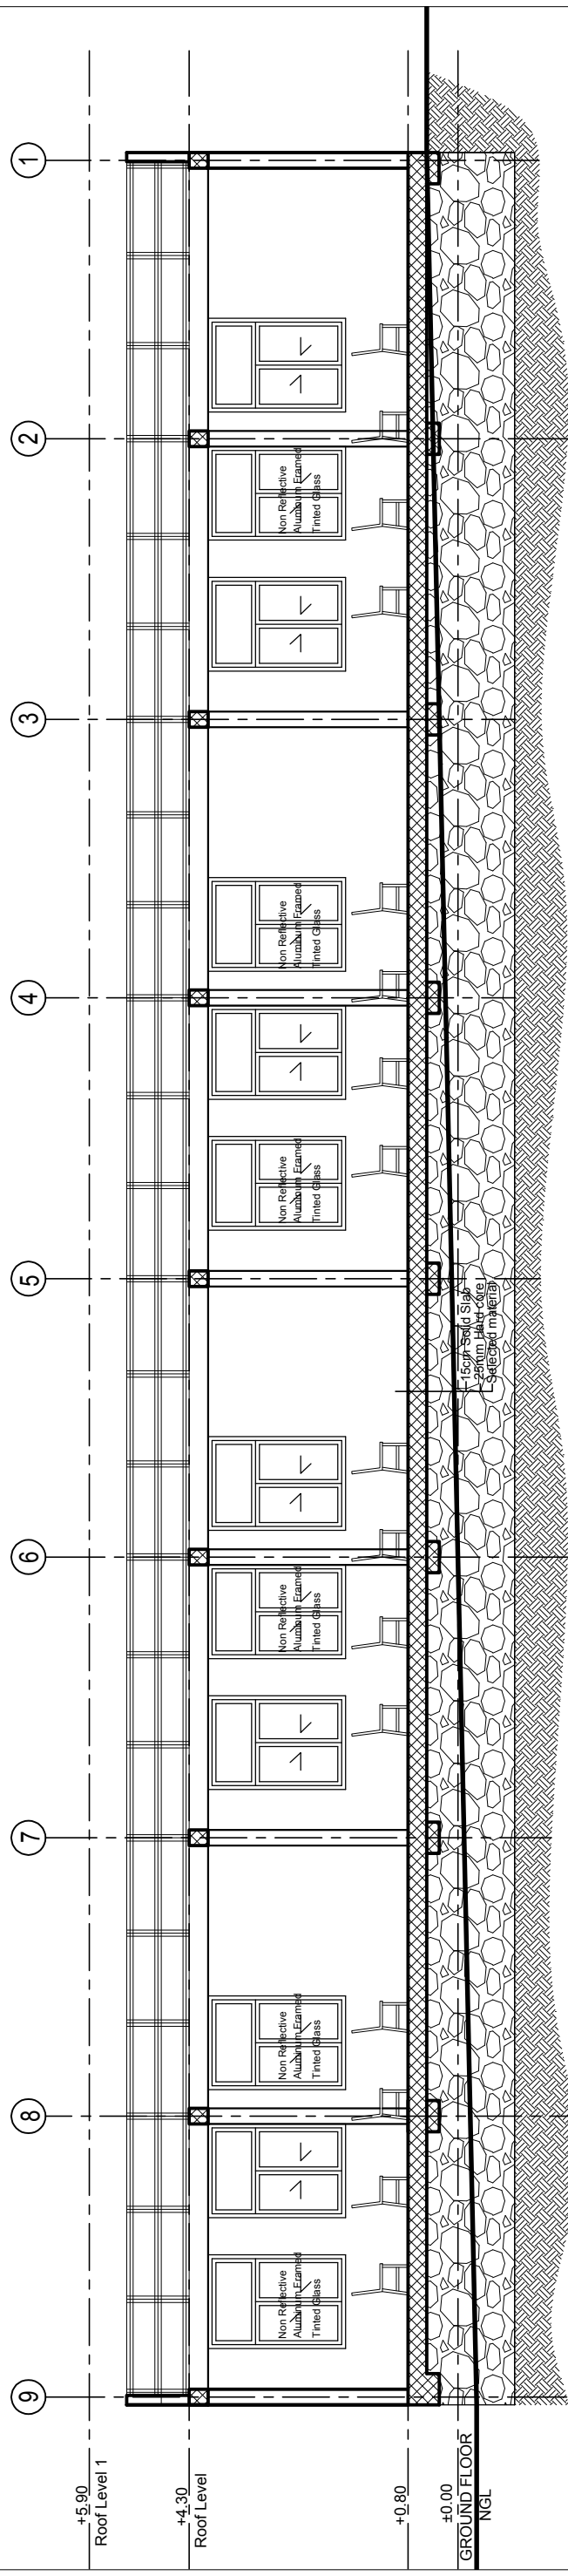 9
8
7
6
5
4
3
2
1
+5.90
Roof Level 1
+4.30
Roof Level
+0.80
±0.00
GROUND FLOOR
NGL
Non Reflective
Aluminum Framed
Tinted Glass
Non Reflective
Aluminum Framed
Tinted Glass
Non Reflective
Aluminum Framed
Tinted Glass
Non Reflective
Aluminum Framed
Tinted Glass
Non Reflective
Aluminum Framed
Tinted Glass
Non Reflective
Aluminum Framed
Tinted Glass
15cm Solid Slab
25mm Hard core
Selected material